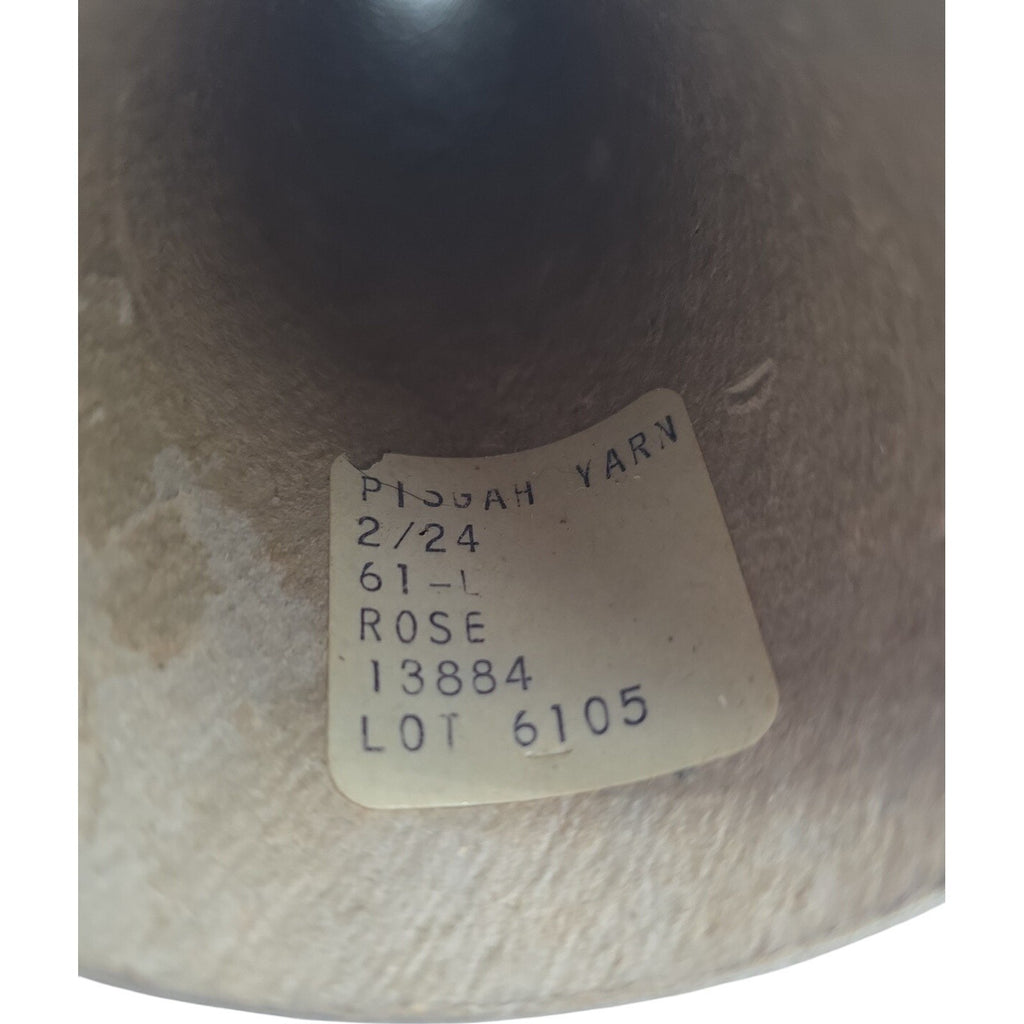 PISGAH YARN
2/24
61-L
ROSE
13884
LOT 6105